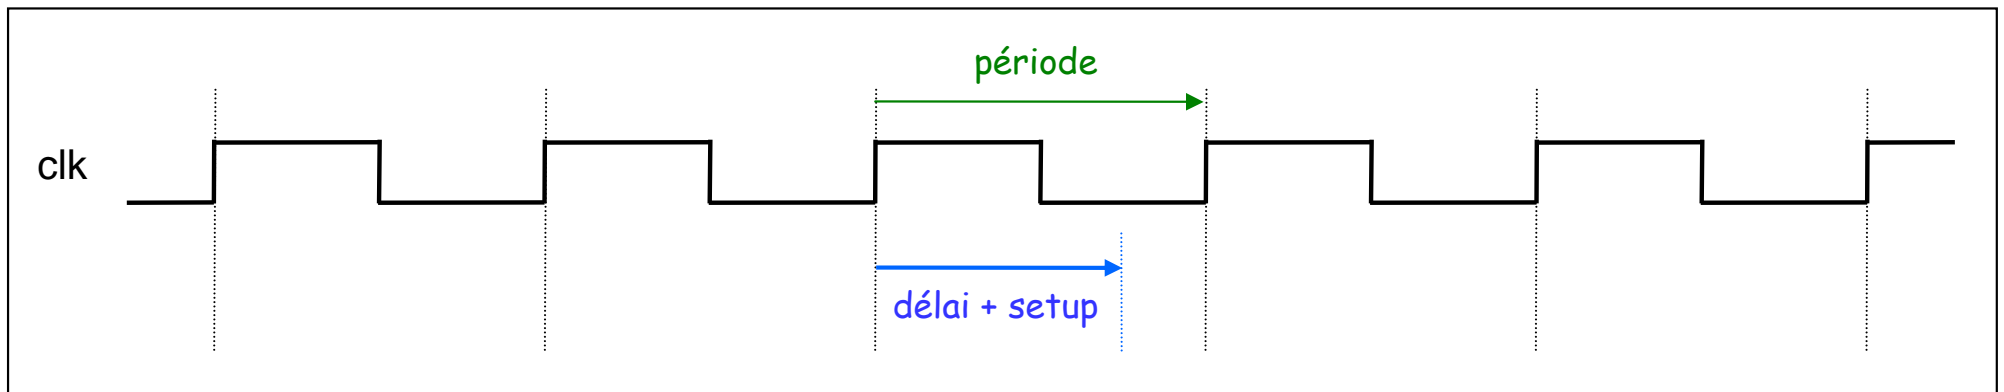 période
clk
délai + setup